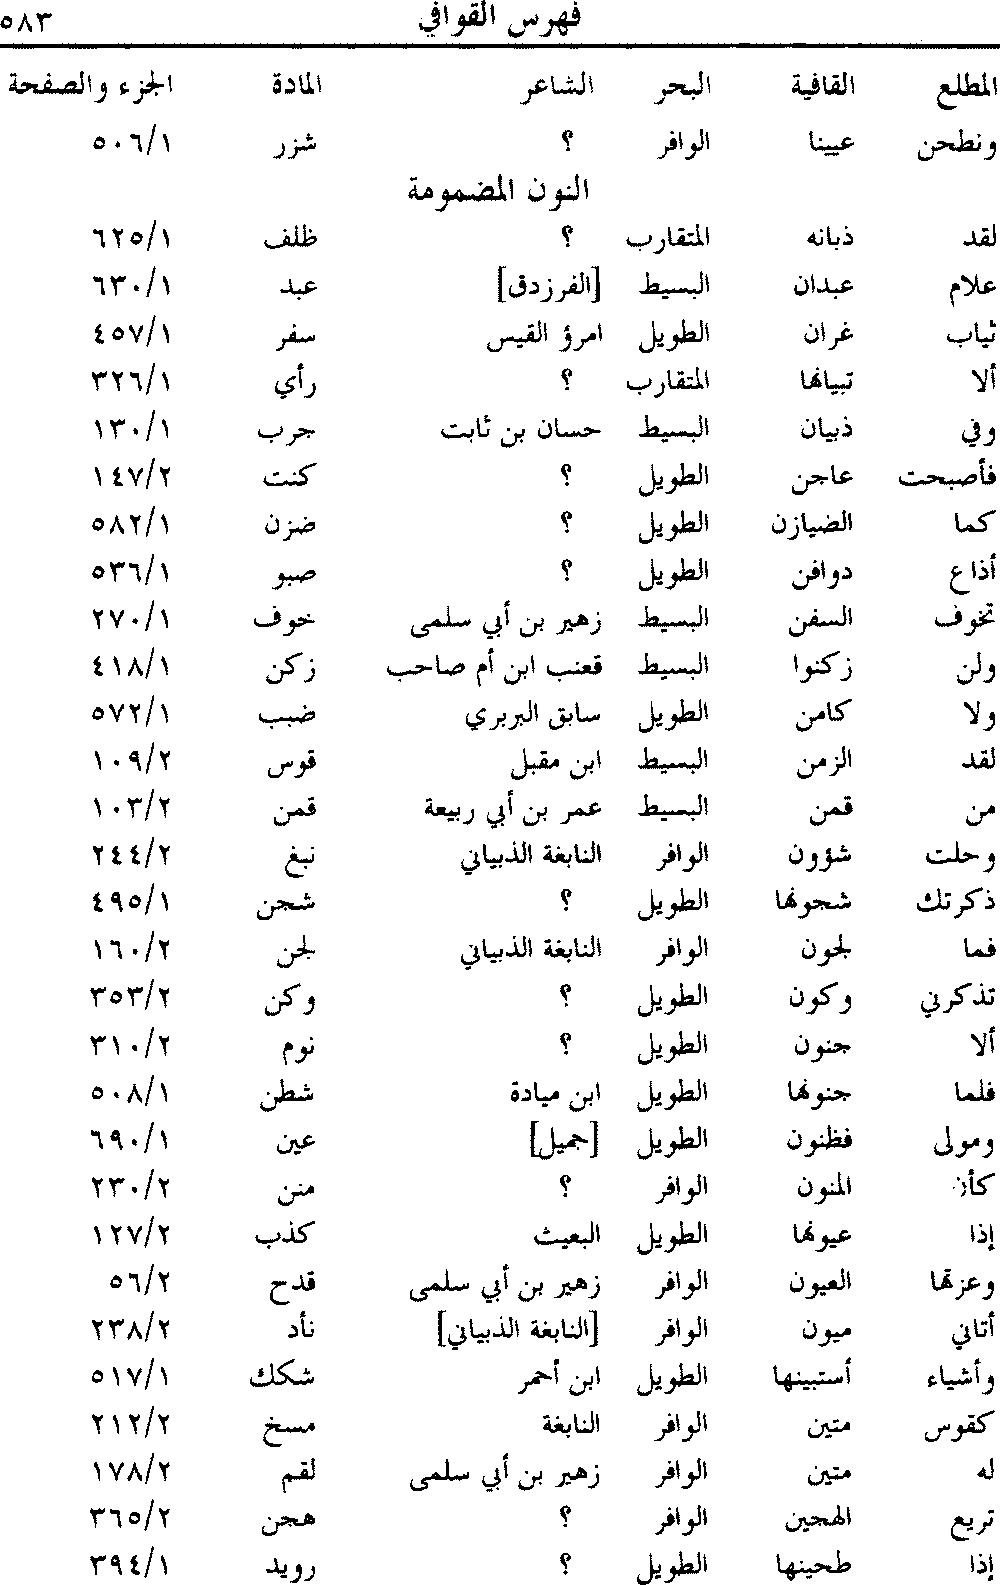 فهرس القوافي ٥٨٣
المطلع القافية البحر الشاعر المادة الجزء والصفحة
ونطحن عيينا الوافر ؟ شزر ٥٠٦/١
النون المضمومة
لقد ذبانه المتقارب ؟ ظلف ٦٢٥/١
علام عبدان البسيط [الفرزدق] عبد ٦٣٠/١
ثياب غران الطويل امرؤ القيس سفر ٤٥٧/١
ألا تبيانها المتقارب ؟ رأي ٣٢٦/١
وفي ذبيان البسيط حسان بن ثابت جرب ١٣٠/١
فأصبحت عاجن الطويل ؟ كنت ١٤٧/٢
كما الضيازن الطويل ؟ ضزن ٥٨٢/١
أذاع دوافن الطويل ؟ صبو ٥٣٦/١
تخوف السفن البسيط زهير بن أبي سلمى خوف ٢٧٠/١
ولن زكنوا البسيط قعنب ابن أم صاحب زكن ٤١٨/١
ولا كامن الطويل سابق البربري ضبب ٥٧٢/١
لقد الزمن البسيط ابن مقبل قوس ١٠٩/٢
من قمن البسيط عمر بن أبي ربيعة قمن ١٠٣/٢
وحلت شؤون الوافر النابغة الذبياني نبغ ٢٤٤/٢
ذكرتك شجونها الطويل ؟ شجن ٤٩٥/١
فما لجون الوافر النابغة الذبياني لجن ١٦٠/٢
تذكرني وكون الطويل ؟ وكن ٣٥٣/٢
ألا جنون الطويل ؟ نوم ٣١٠/٢
فلما جنونها الطويل ابن ميادة شطن ٥٠٨/١
ومولى فظنون الطويل [جميل] عين ٦٩٠/١
كأن المنون الوافر ؟ منن ٢٣٠/٢
إذا عيونها الطويل البعيث كذب ١٢٧/٢
وعزتها العيون الوافر زهير بن أبي سلمى قدح ٥٦/٢
أتاني ميون الوافر [النابغة الذبياني] نأد ٢٣٨/٢
وأشياء أستبينها الطويل ابن أحمر شكك ٥١٧/١
كقوس متين الوافر النابغة مسخ ٢١٢/٢
له متين الوافر زهير بن أبي سلمى لقم ١٧٨/٢
تريع الهجين الوافر ؟ هجن ٣٦٥/٢
إذا طحينها الطويل ؟ رويد ٣٩٤/١